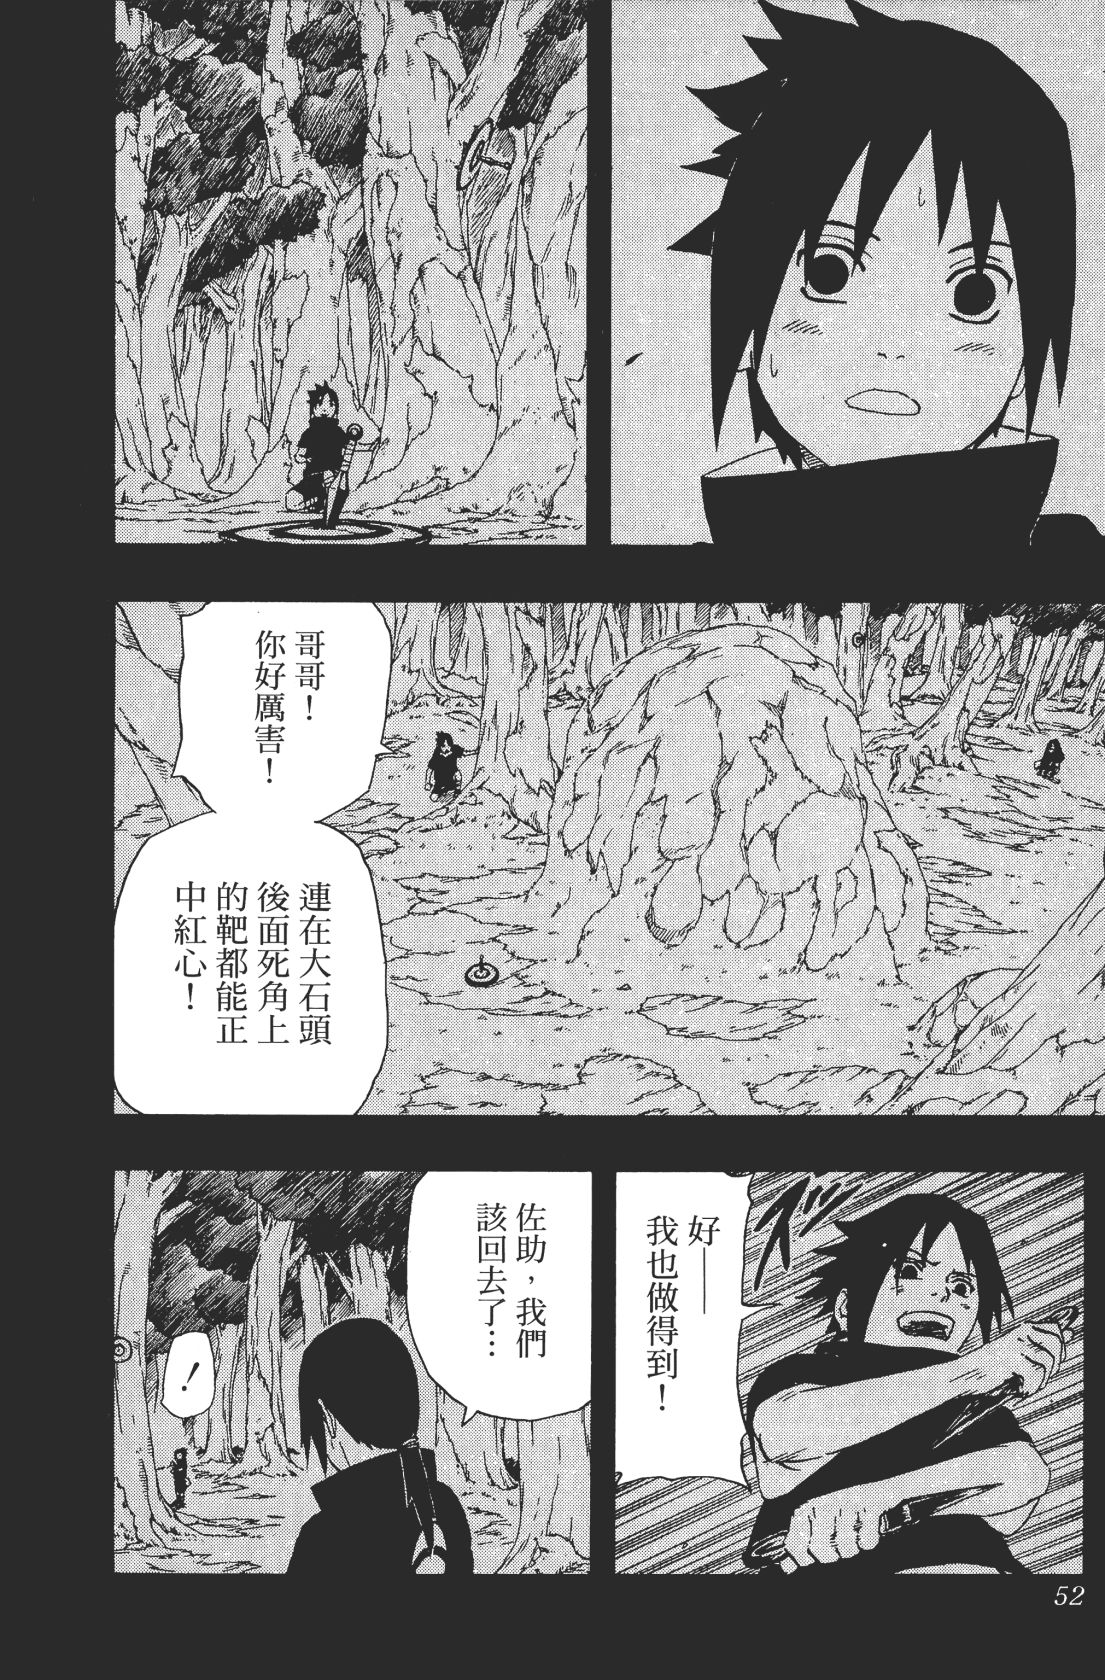 哥哥！
你好厲害！
連在大石頭
後面死角上
的靶都能正
中紅心！
好——
我也做得到！
佐助，我們
該回去了…
！
52